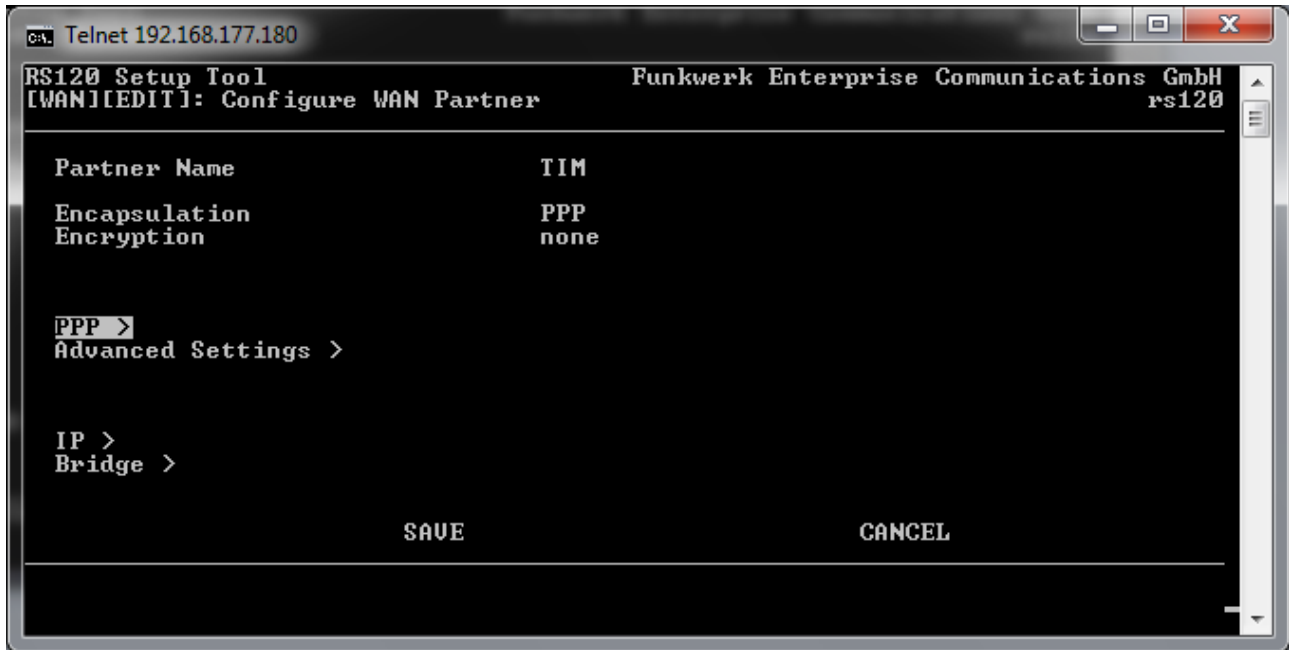 Telnet 192.168.177.180
RS120 Setup Tool Funkwerk Enterprise Communications GmbH
[WAN][EDIT]: Configure WAN Partner rs120
Partner Name TIM
Encapsulation PPP
Encryption none
PPP >
Advanced Settings >
IP >
Bridge >
SAVE CANCEL